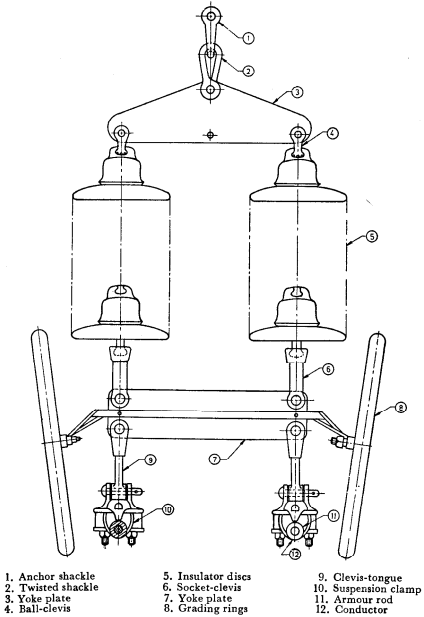 1
2
3
4
5
6
8
7
9
10
11
12
1. Anchor shackle
2. Twisted shackle
3. Yoke plate
4. Ball-clevis
5. Insulator discs
6. Socket-clevis
7. Yoke plate
8. Grading rings
9. Clevis-tongue
10. Suspension clamp
11. Armour rod
12. Conductor